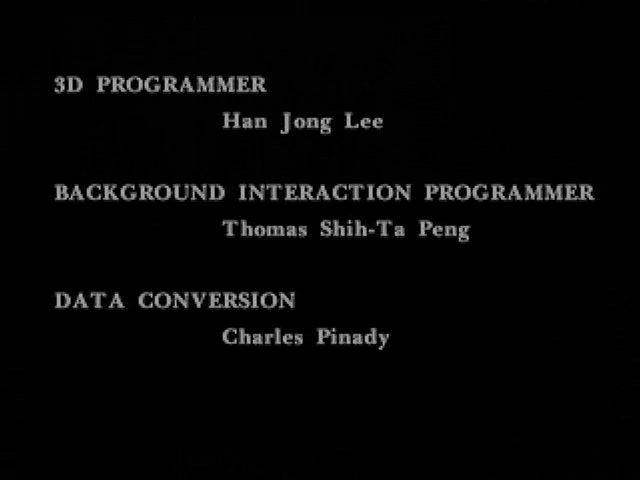 3D PROGRAMMER
Han Jong Lee
BACKGROUND INTERACTION PROGRAMMER
Thomas Shih-Ta Peng
DATA CONVERSION
Charles Pinady